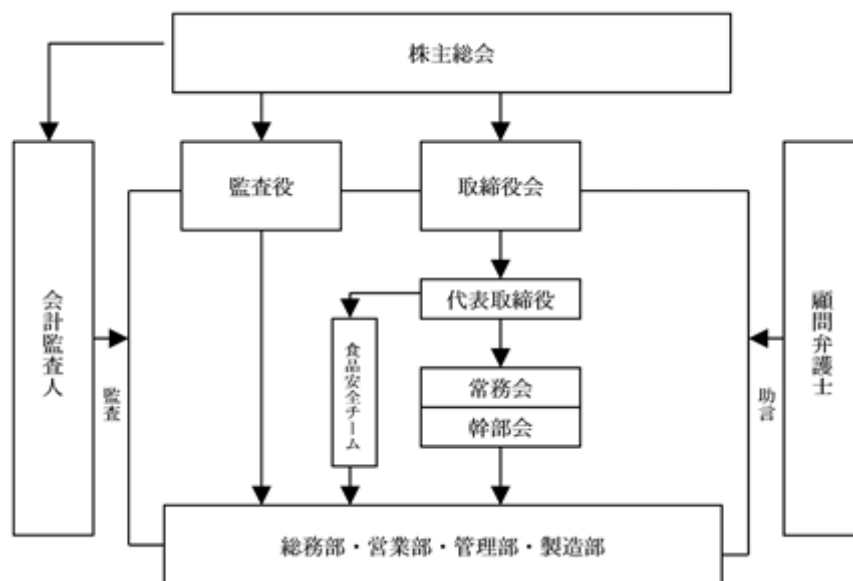 株主総会
監査役
取締役会
会計監査人
監査
代表取締役
食品安全チーム
常務会
幹部会
助言
顧問弁護士
総務部・営業部・管理部・製造部